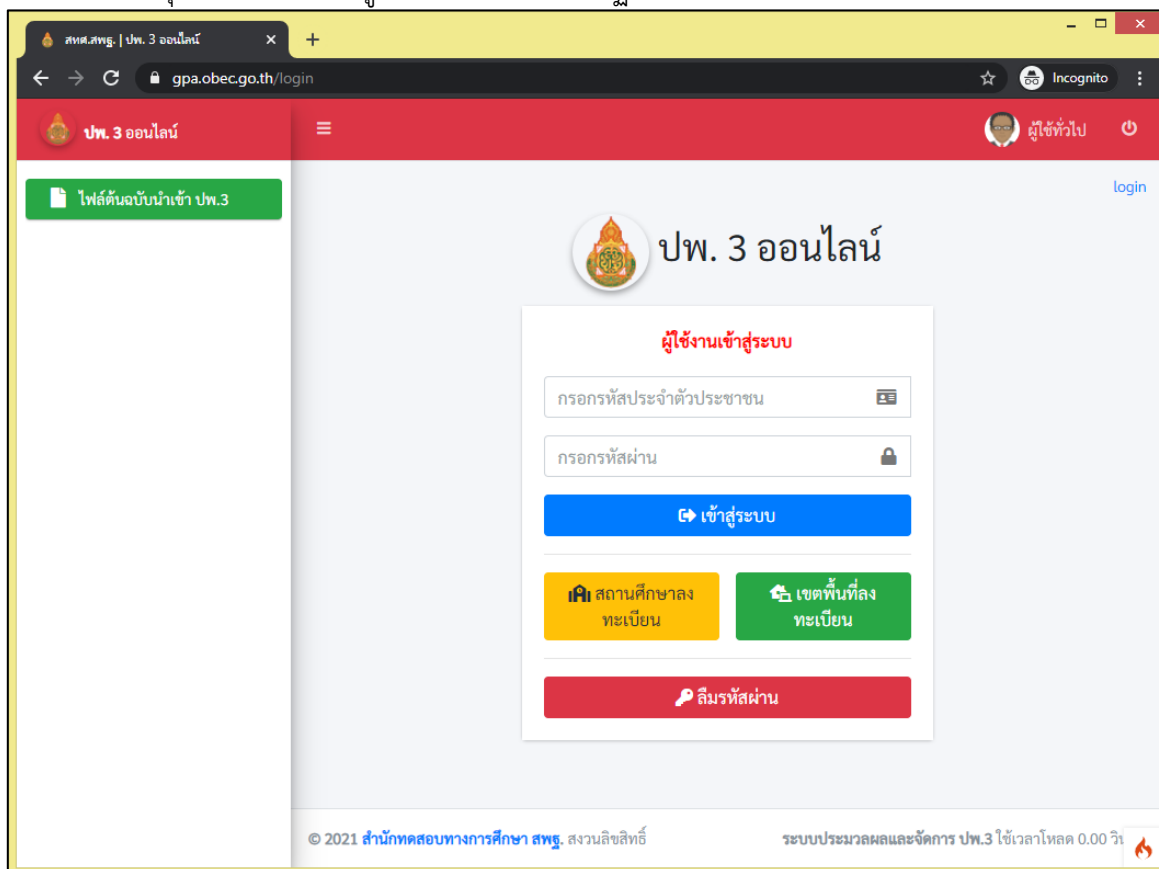 สทศ.สพฐ. | ปพ. 3 ออนไลน์
gpa.obec.go.th/login
Incognito
ปพ. 3 ออนไลน์
ผู้ใช้ทั่วไป
ไฟล์ต้นฉบับนำเข้า ปพ.3
login
ปพ. 3 ออนไลน์
ผู้ใช้งานเข้าสู่ระบบ
กรอกรหัสประจำตัวประชาชน
กรอกรหัสผ่าน
เข้าสู่ระบบ
สถานศึกษาลง
ทะเบียน
เขตพื้นที่ลง
ทะเบียน
ลืมรหัสผ่าน
© 2021 สำนักทดสอบทางการศึกษา สพฐ. สงวนลิขสิทธิ์
ระบบประมวลผลและจัดการ ปพ.3 ใช้เวลาโหลด 0.00